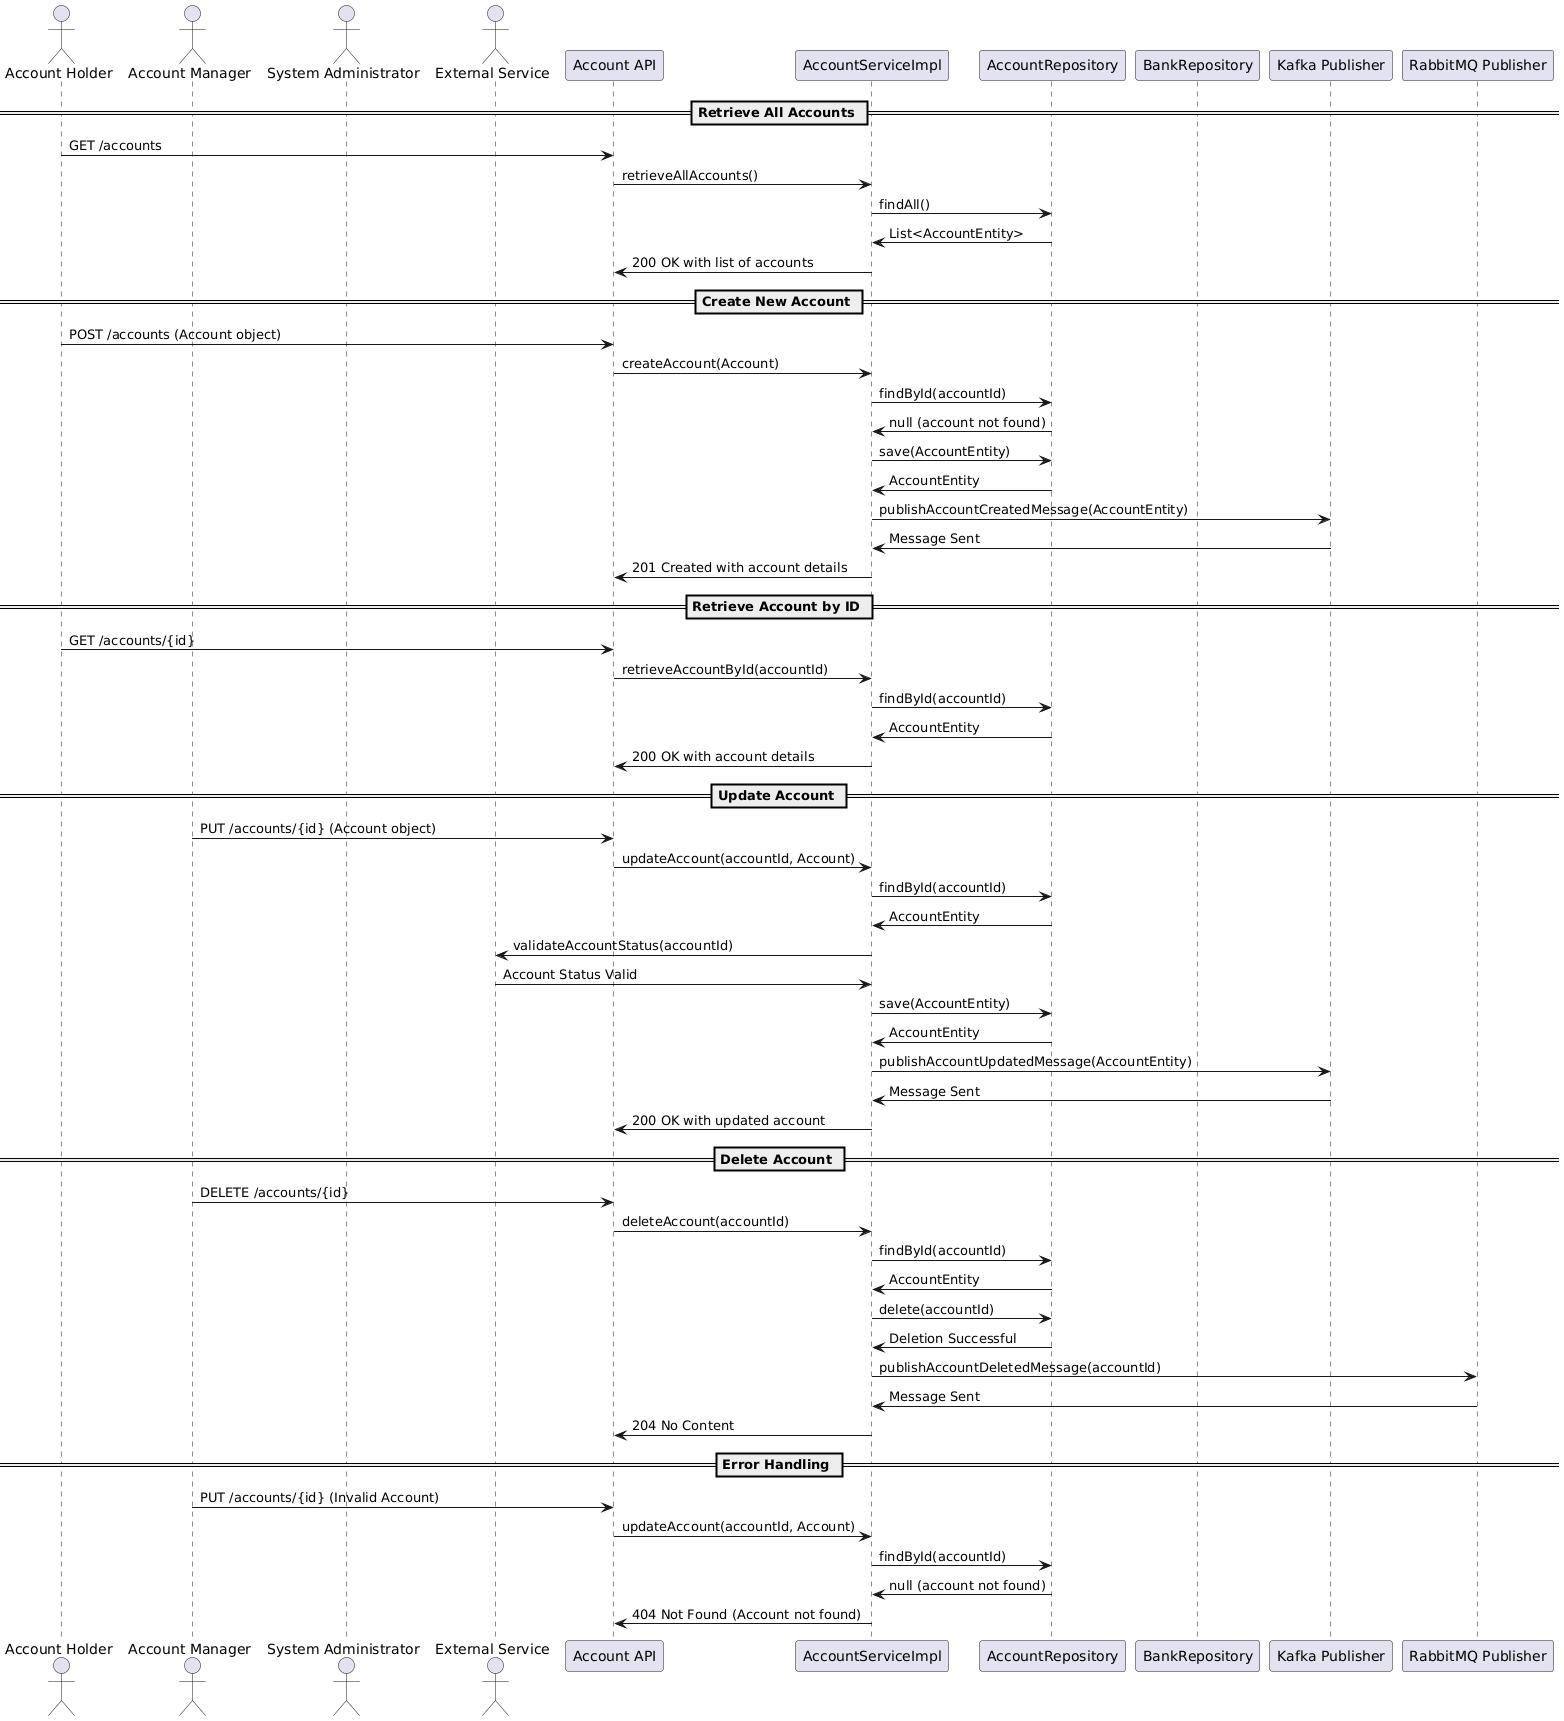 Account Holder
Account Manager
System Administrator
External Service
Account API
AccountServiceImpl
AccountRepository
BankRepository
Kafka Publisher
RabbitMQ Publisher
Retrieve All Accounts
GET /accounts
retrieveAllAccounts()
findAll()
List<AccountEntity>
200 OK with list of accounts
Create New Account
POST /accounts (Account object)
createAccount(Account)
findById(accountId)
null (account not found)
save(AccountEntity)
AccountEntity
publishAccountCreatedMessage(AccountEntity)
Message Sent
201 Created with account details
Retrieve Account by ID
GET /accounts/{id}
retrieveAccountById(accountId)
findById(accountId)
AccountEntity
200 OK with account details
Update Account
PUT /accounts/{id} (Account object)
updateAccount(accountId, Account)
findById(accountId)
AccountEntity
validateAccountStatus(accountId)
Account Status Valid
save(AccountEntity)
AccountEntity
publishAccountUpdatedMessage(AccountEntity)
Message Sent
200 OK with updated account
Delete Account
DELETE /accounts/{id}
deleteAccount(accountId)
findById(accountId)
AccountEntity
delete(accountId)
Deletion Successful
publishAccountDeletedMessage(accountId)
Message Sent
204 No Content
Error Handling
PUT /accounts/{id} (Invalid Account)
updateAccount(accountId, Account)
findById(accountId)
null (account not found)
404 Not Found (Account not found)
Account Holder
Account Manager
System Administrator
External Service
Account API
AccountServiceImpl
AccountRepository
BankRepository
Kafka Publisher
RabbitMQ Publisher